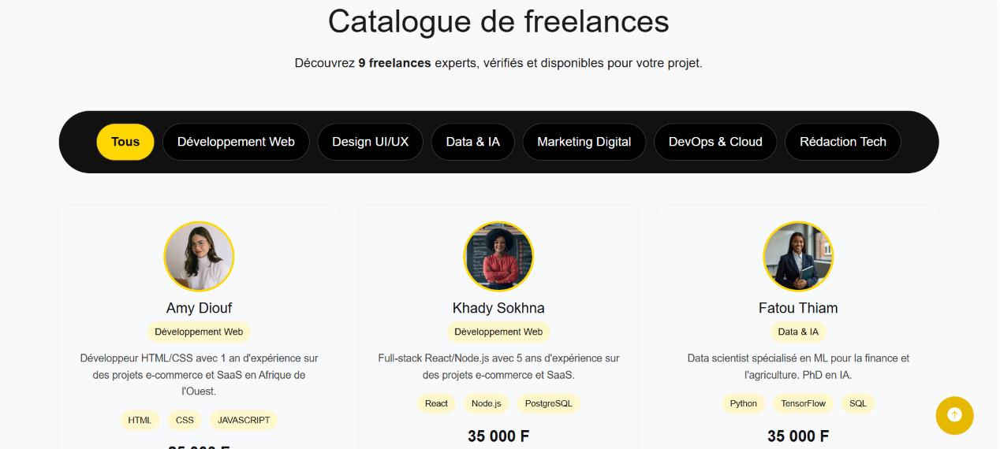 Catalogue de freelances
Découvrez 9 freelances experts, vérifiés et disponibles pour votre projet.
Tous
Développement Web
Design UI/UX
Data & IA
Marketing Digital
DevOps & Cloud
Rédaction Tech
Amy Diouf
Développement Web
Développeur HTML/CSS avec 1 an d'expérience sur
des projets e-commerce et SaaS en Afrique de
l'Ouest.
HTML
CSS
JAVASCRIPT
Khady Sokhna
Développement Web
Full-stack React/Node.js avec 5 ans d'expérience sur
des projets e-commerce et SaaS.
React
Node.js
PostgreSQL
35 000 F
Fatou Thiam
Data & IA
Data scientist spécialisé en ML pour la finance et
l'agriculture. PhD en IA.
Python
TensorFlow
SQL
35 000 F